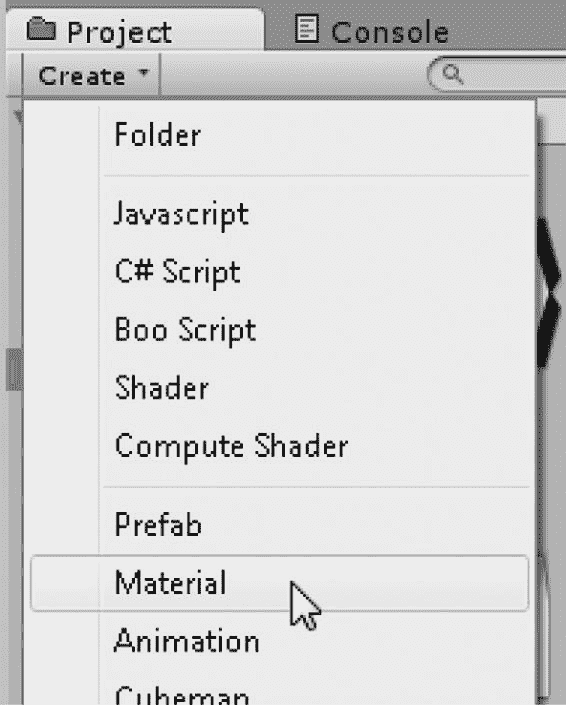 Project
Console
Create
Folder
Javascript
C# Script
Boo Script
Shader
Compute Shader
Prefab
Material
Animation